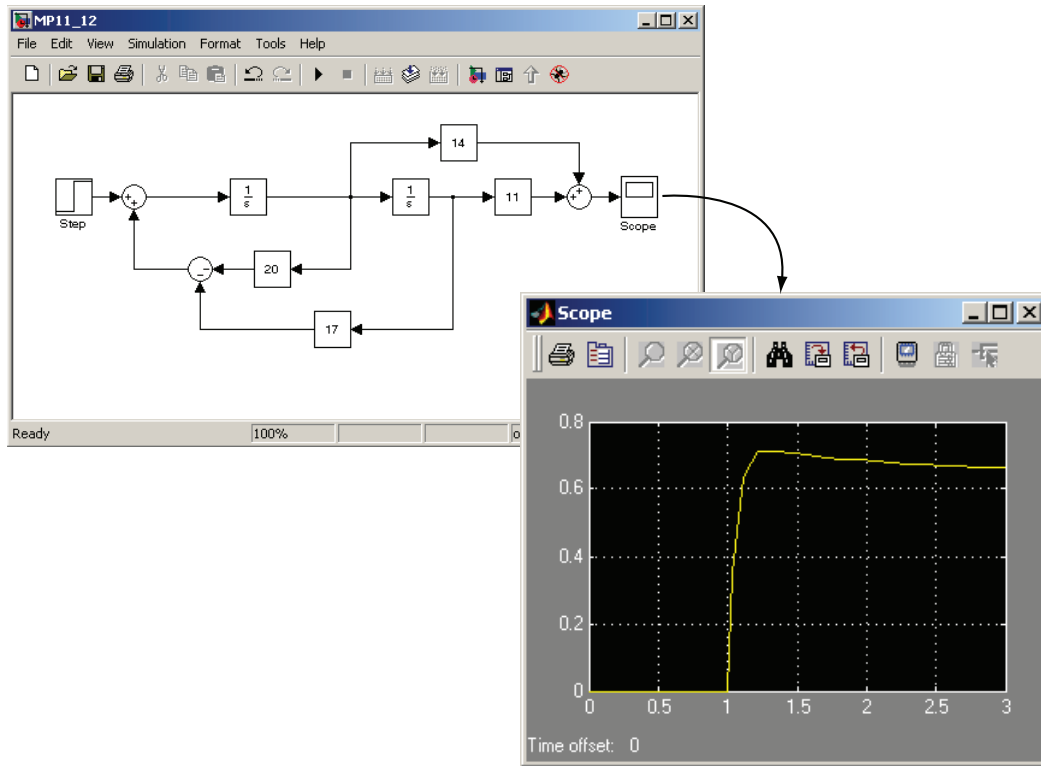 MP11_12
File Edit View Simulation Format Tools Help
14
1
s
1
s
11
+
+
+
+
Step
Scope
20
-
-
17
Ready 100% o
Scope
0.8
0.6
0.4
0.2
0
0 0.5 1 1.5 2 2.5 3
Time offset: 0